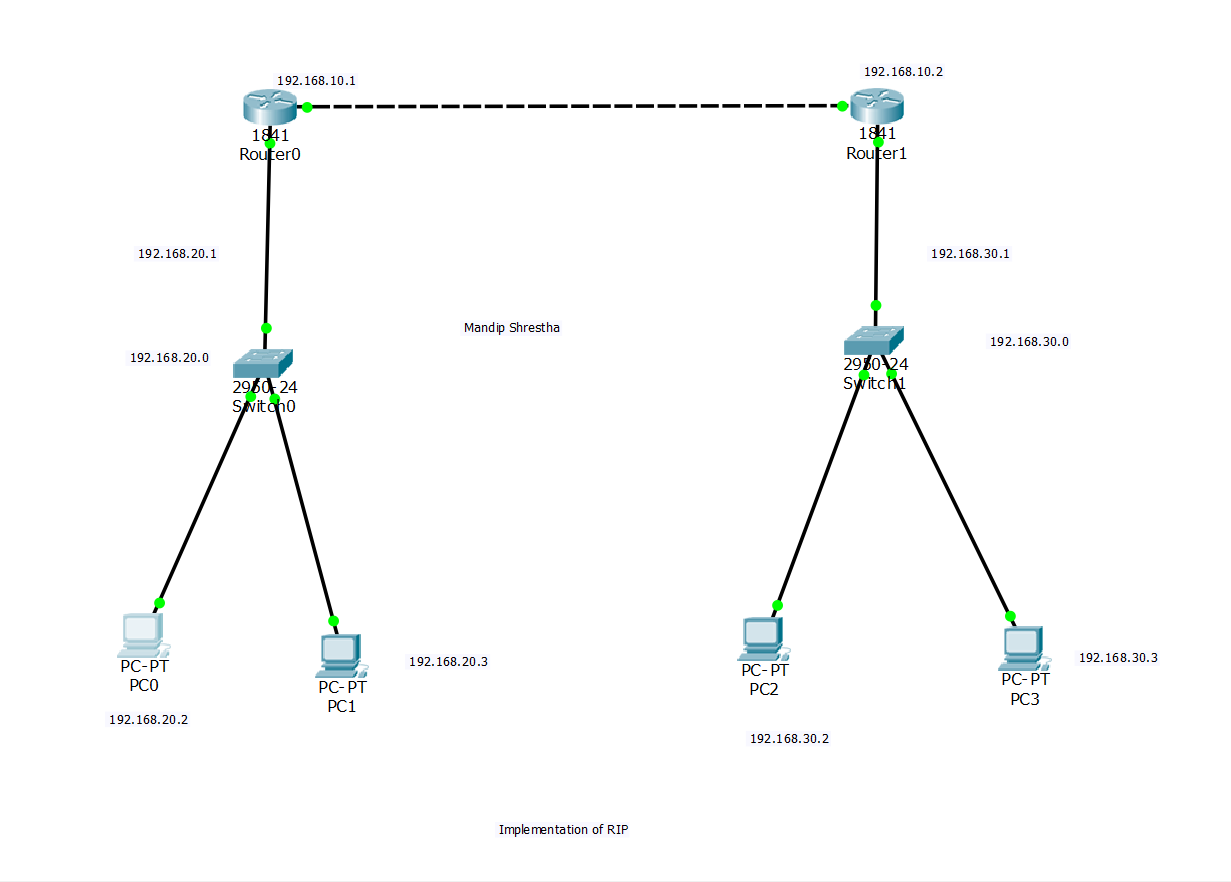 192.168.10.1
192.168.10.2
1841
Router0
1841
Router1
192.168.20.1
192.168.30.1
Mandip Shrestha
192.168.20.0
192.168.30.0
2950-24
Switch0
2950-24
Switch1
PC-PT
PC0
PC-PT
PC1
192.168.20.3
PC-PT
PC2
PC-PT
PC3
192.168.30.3
192.168.20.2
192.168.30.2
Implementation of RIP